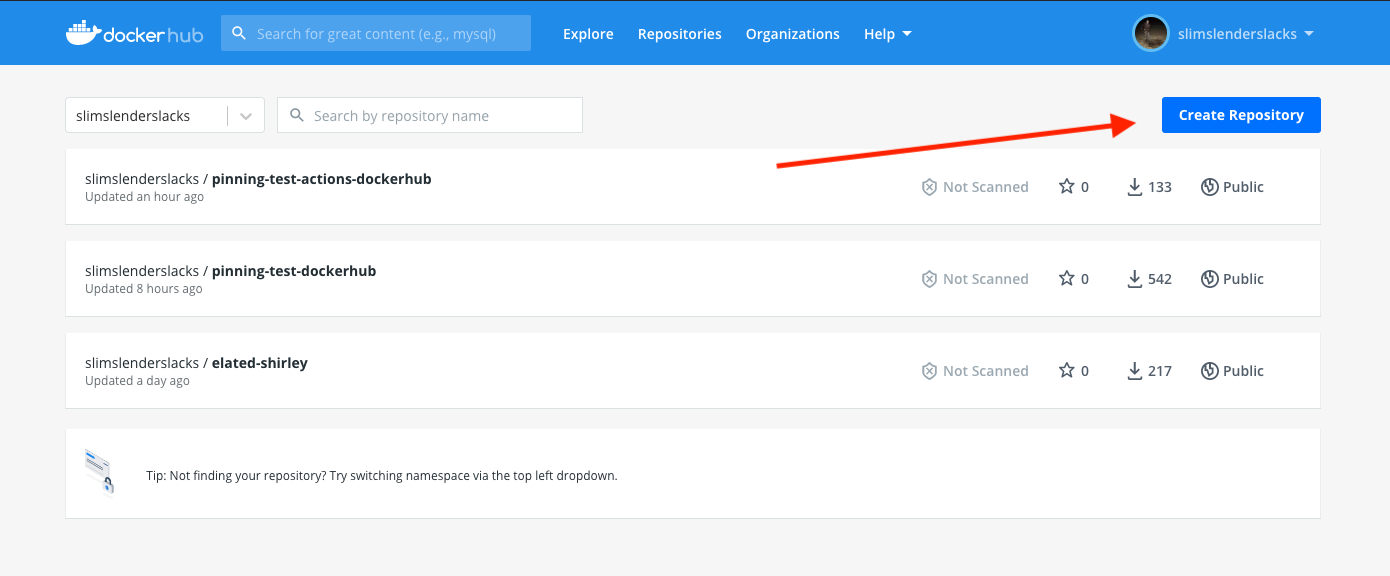 dockerhub Search for great content (e.g., mysql) Explore Repositories Organizations Help slimslenderslacks
slimslenderslacks Search by repository name Create Repository
slimslenderslacks / pinning-test-actions-dockerhub Not Scanned 0 133 Public
Updated an hour ago
slimslenderslacks / pinning-test-dockerhub Not Scanned 0 542 Public
Updated 8 hours ago
slimslenderslacks / elated-shirley Not Scanned 0 217 Public
Updated a day ago
Tip: Not finding your repository? Try switching namespace via the top left dropdown.